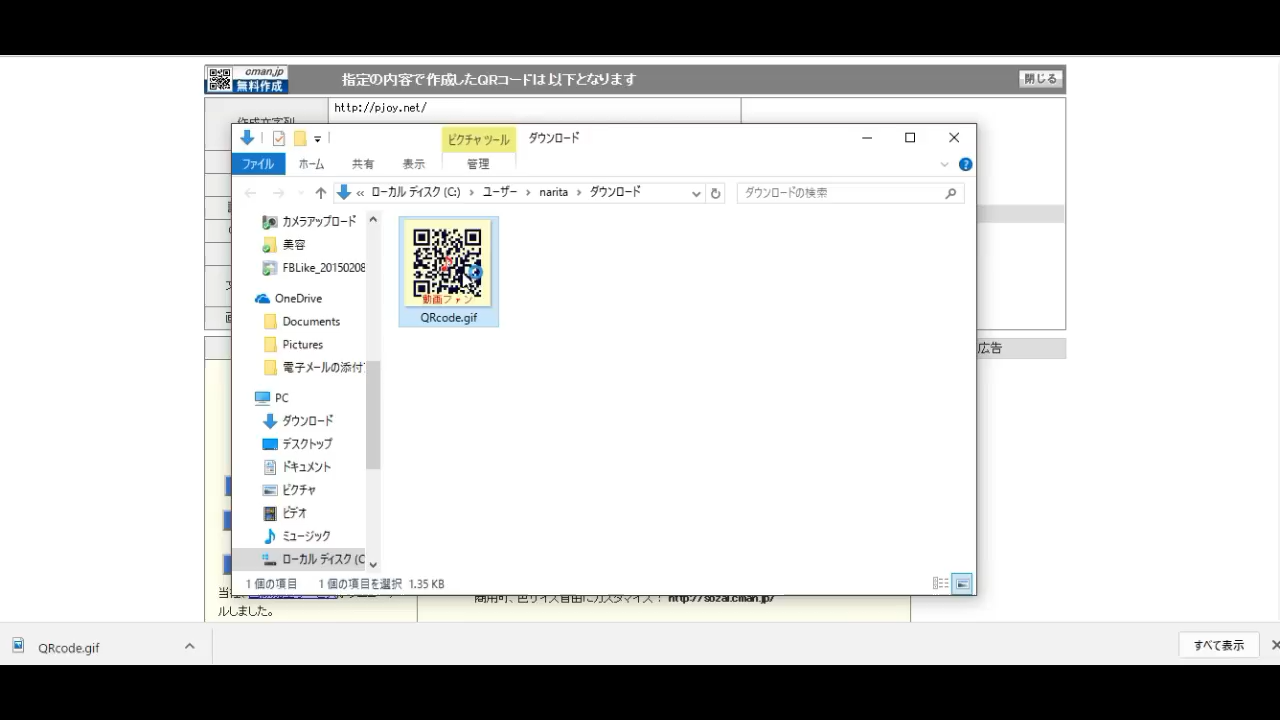 cman.jp
無料作成
指定の内容で作成したQRコードは以下となります
閉じる
http://pjoy.net/
ピクチャ ツール
ダウンロード
ファイル
ホーム
共有
表示
管理
« ローカル ディスク (C:) › ユーザー › narita › ダウンロード
ダウンロードの検索
カメラアップロード
美容
FBLike_20150208
OneDrive
Documents
Pictures
電子メールの添付
PC
ダウンロード
デスクトップ
ドキュメント
ピクチャ
ビデオ
ミュージック
ローカル ディスク (C
動画ファン
QRcode.gif
広告
1 個の項目
1 個の項目を選択 1.35 KB
ルしました。
http://sozai.cman.jp/
QRcode.gif
すべて表示